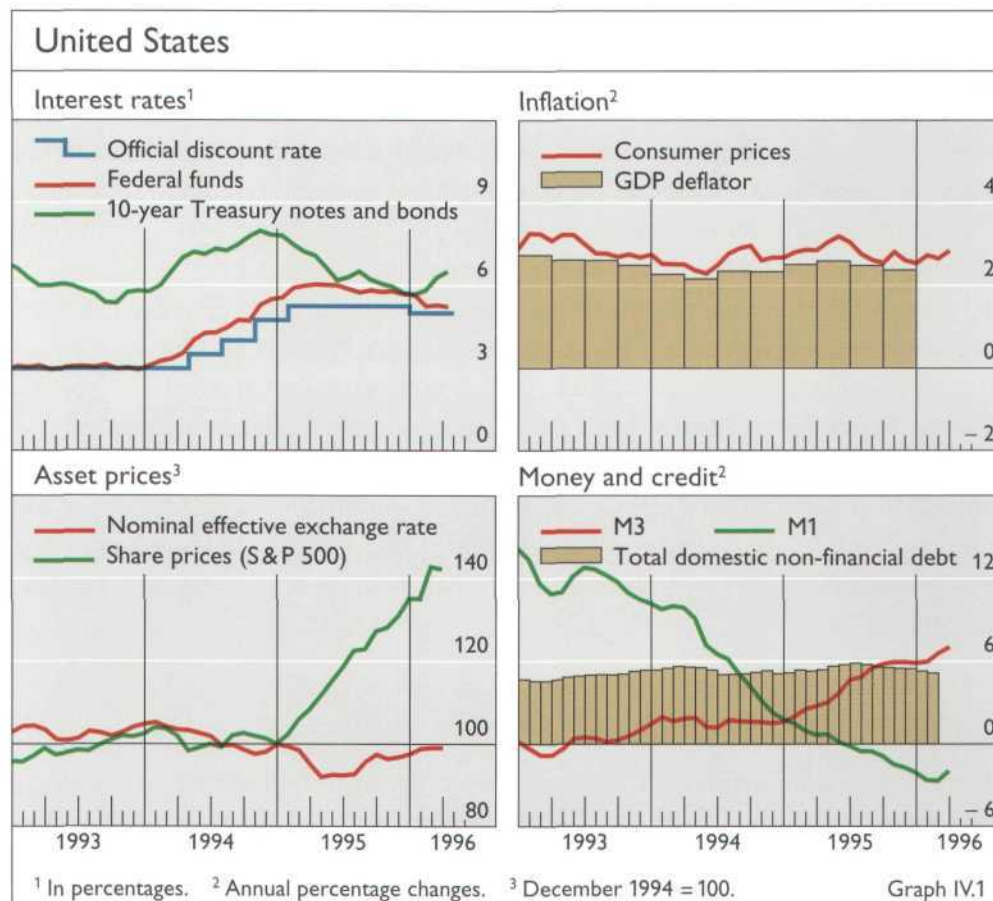 United States
Interest rates¹
Official discount rate
Federal funds
10-year Treasury notes and bonds
9
6
3
0
Inflation²
Consumer prices
GDP deflator
4
2
0
– 2
Asset prices³
Nominal effective exchange rate
Share prices (S&P 500)
140
120
100
80
1993 1994 1995 1996
Money and credit²
M3 M1
Total domestic non-financial debt
12
6
0
– 6
1993 1994 1995 1996
¹ In percentages. ² Annual percentage changes. ³ December 1994 = 100. Graph IV.1